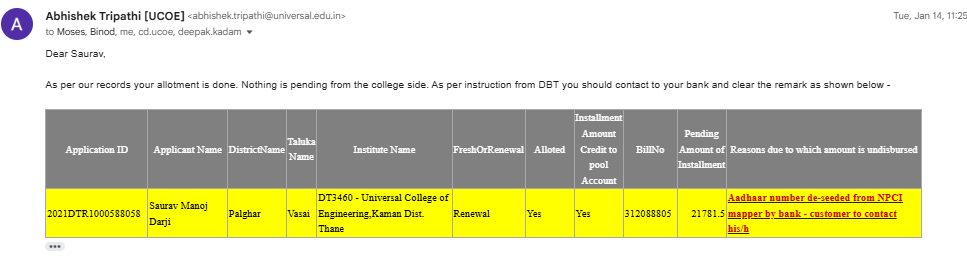 A
Abhishek Tripathi [UCOE] <abhishek.tripathi@universal.edu.in>
Tue, Jan 14, 11:25
to Moses, Binod, me, cd.ucoe, deepak.kadam
Dear Saurav,
As per our records your allotment is done. Nothing is pending from the college side. As per instruction from DBT you should contact to your bank and clear the remark as shown below -
Application ID
Applicant Name
DistrictName
Taluka
Name
Institute Name
FreshOrRenewal
Alloted
Installment
Amount
Credit to
pool
Account
BillNo
Pending
Amount of
Installment
Reasons due to which amount is undisbursed
2021DTR1000588058
Saurav Manoj
Darji
Palghar
Vasai
DT3460 - Universal College of
Engineering,Kaman Dist.
Thane
Renewal
Yes
Yes
312088805
21781.5
Aadhaar number de-seeded from NPCI
mapper by bank - customer to contact
his/h